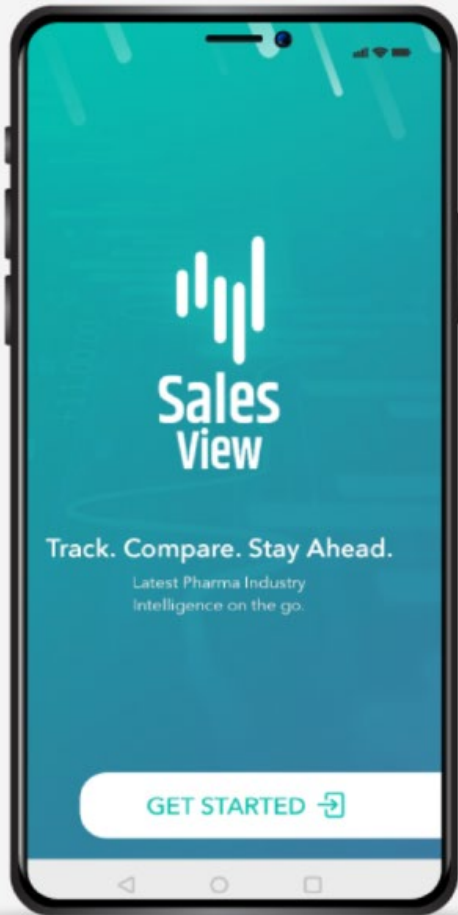 Sales
View
Track. Compare. Stay Ahead.
Latest Pharma Industry
Intelligence on the go.
GET STARTED